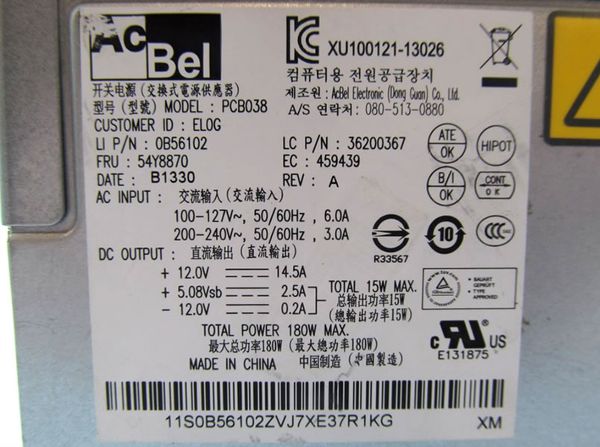 AcBel
XU100121-13026
컴퓨터용 전원공급장치
开关电源 (交換式電源供應器)
제조원: AcBel Electronic (Dong Guan) Co., Ltd.
型号 (型號) MODEL : PCB038
A/S 연락처 : 080-513-0880
CUSTOMER ID : ELOG
LI P/N : 0B56102
LC P/N : 36200367
ATE OK
HIPOT
FRU : 54Y8870
EC : 459439
DATE : B1330
REV : A
B/I OK
CONT OK
AC INPUT : 交流输入 (交流輸入)
100-127V~, 50/60Hz , 6.0A
200-240V~, 50/60Hz , 3.0A
R33567
10
CCC
DC OUTPUT : 直流输出 (直流輸出)
+ 12.0V 14.5A
+ 5.08Vsb 2.5A
- 12.0V 0.2A
TOTAL 15W MAX.
总输出功率15W
(總輸出功率15W)
BAUART GEPRÜFT
TYPE APPROVED
TOTAL POWER 180W MAX.
最大总功率180W (最大總功率180W)
c RU US
E131875
MADE IN CHINA 中国制造 (中國製造)
11S0B56102ZVJ7XE37R1KG
XM